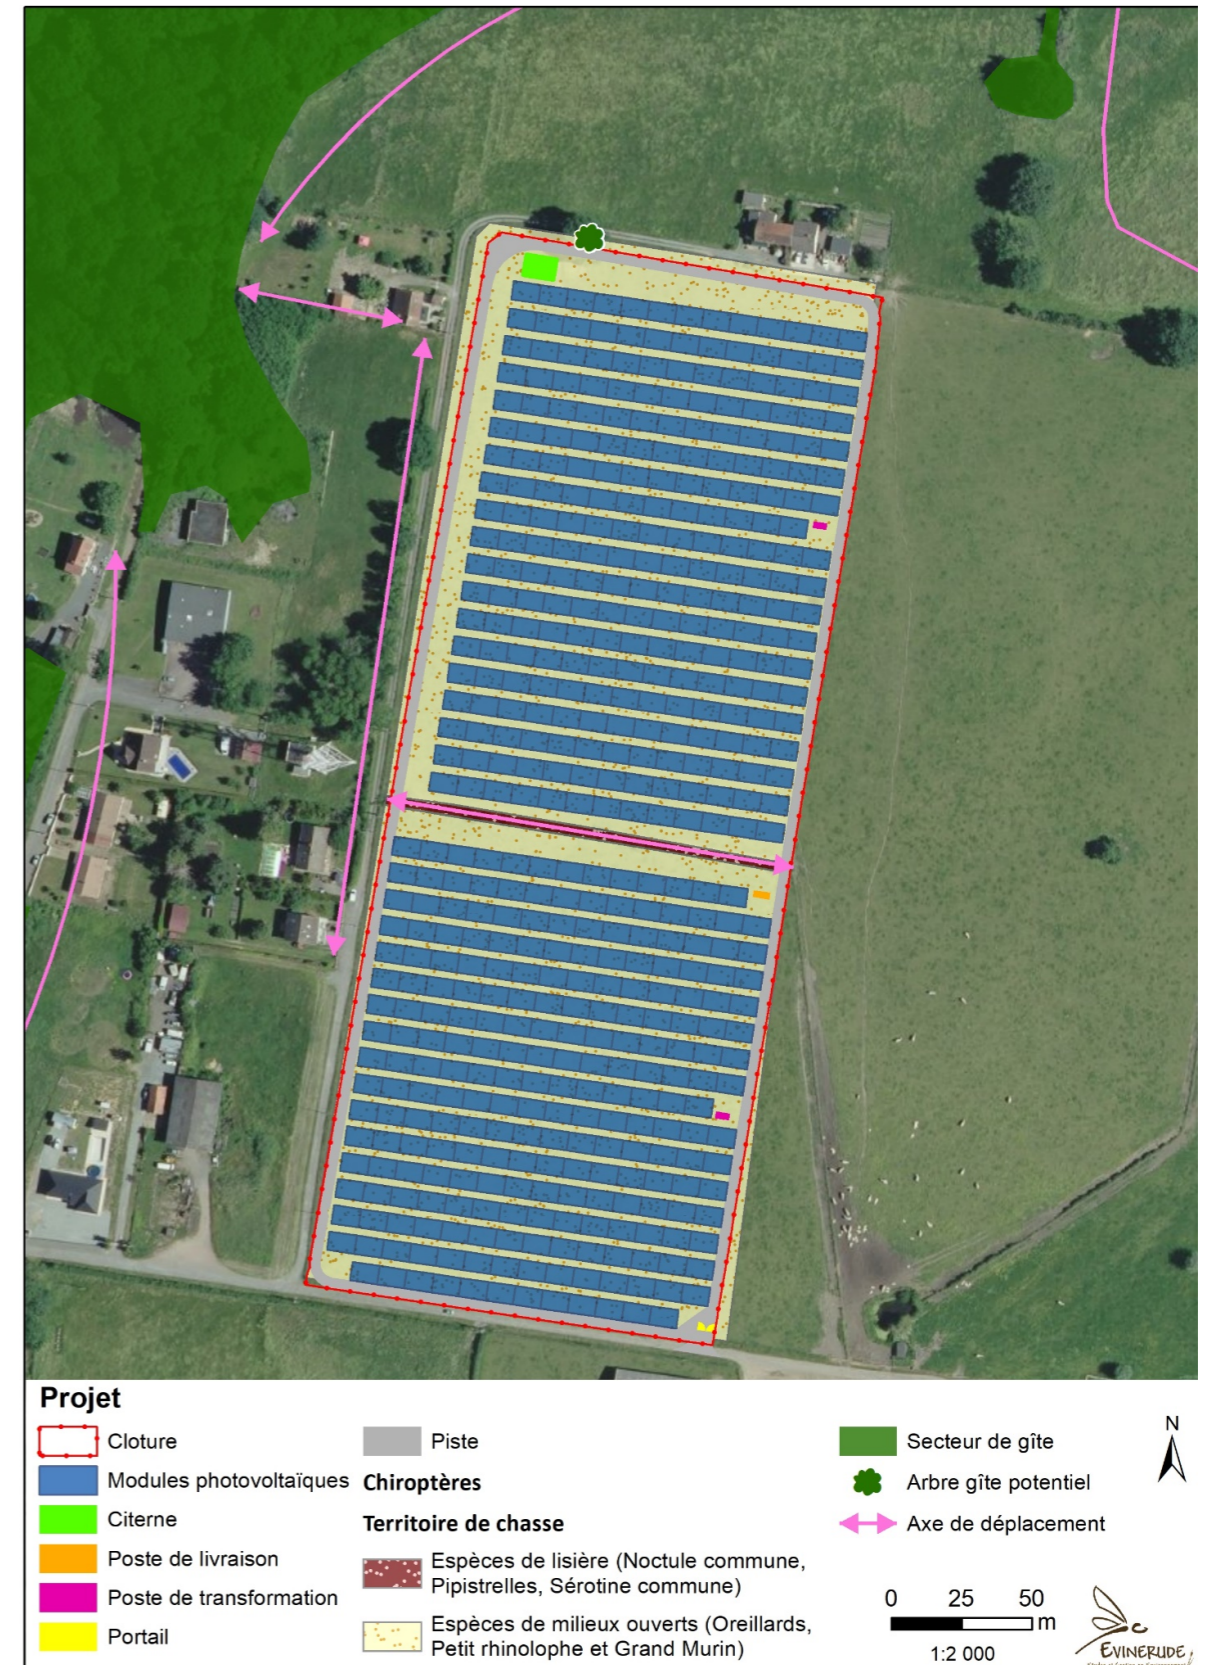 Projet
Cloture
Modules photovoltaïques
Citerne
Poste de livraison
Poste de transformation
Portail
Piste
Chiroptères
Territoire de chasse
Espèces de lisière (Noctule commune,
Pipistrelles, Sérotine commune)
Espèces de milieux ouverts (Oreillards,
Petit rhinolophe et Grand Murin)
Secteur de gîte
Arbre gîte potentiel
Axe de déplacement
N
0 25 50
m
1:2 000
EVINERUDE